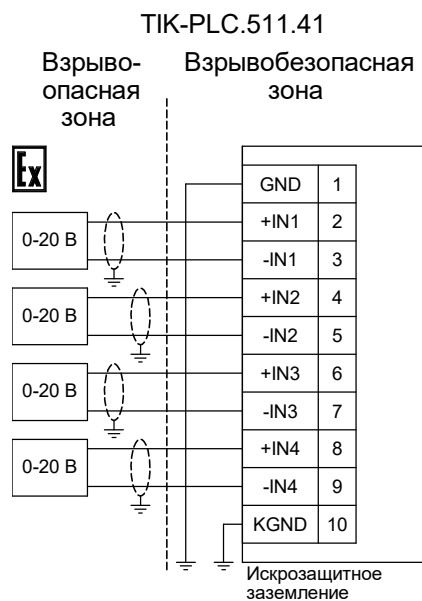 TIK-PLC.511.41
Взрыво-
опасная
зона
Взрывобезопасная
зона
Ex
GND 1
+IN1 2
0-20 В
-IN1 3
+IN2 4
0-20 В
-IN2 5
+IN3 6
0-20 В
-IN3 7
+IN4 8
0-20 В
-IN4 9
KGND 10
Искрозащитное
заземление